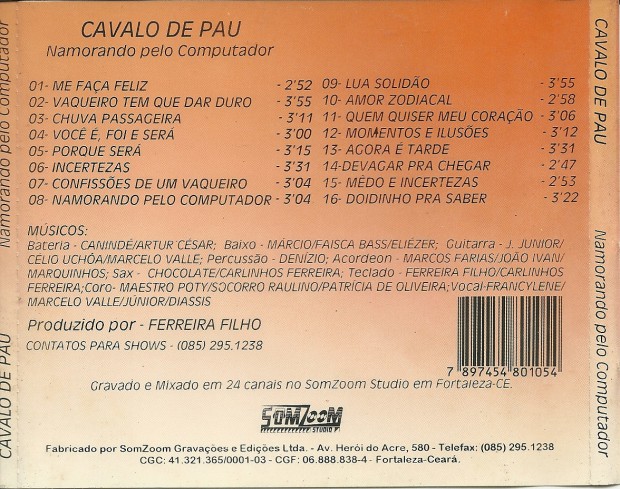 CAVALO DE PAU
Namorando pelo Computador
01- ME FAÇA FELIZ - 2'52
02- VAQUEIRO TEM QUE DAR DURO - 3'55
03- CHUVA PASSAGEIRA - 3'11
04- VOCÊ É, FOI E SERÁ - 3'00
05- PORQUE SERÁ - 3'15
06- INCERTEZAS - 3'31
07- CONFISSÕES DE UM VAQUEIRO - 3'04
08- NAMORANDO PELO COMPUTADOR - 3'04
09- LUA SOLIDÃO - 3'55
10- AMOR ZODIACAL - 2'58
11- QUEM QUISER MEU CORAÇÃO - 3'06
12- MOMENTOS E ILUSÕES - 3'12
13- AGORA É TARDE - 3'31
14-DEVAGAR PRA CHEGAR - 2'47
15- MÊDO E INCERTEZAS - 2'53
16- DOIDINHO PRA SABER - 3'22
MÚSICOS:
Bateria - CANINDÉ/ARTUR CÉSAR; Baixo - MÁRCIO/FAISCA BASS/ELIÉZER; Guitarra - J. JUNIOR/
CÉLIO UCHÔA/MARCELO VALLE; Percussão - DENÍZIO; Acordeon - MARCOS FARIAS/JOÃO IVAN/
MARQUINHOS; Sax - CHOCOLATE/CARLINHOS FERREIRA; Teclado - FERREIRA FILHO/CARLINHOS
FERREIRA;Coro- MAESTRO POTY/SOCORRO RAULINO/PATRÍCIA DE OLIVEIRA;Vocal-FRANCYLENE/
MARCELO VALLE/JÚNIOR/DIASSIS
Produzido por - FERREIRA FILHO
CONTATOS PARA SHOWS - (085) 295.1238
7 897454 801054
Gravado e Mixado em 24 canais no SomZoom Studio em Fortaleza-CE.
SOMZOOM
STUDIO
Fabricado por SomZoom Gravações e Edições Ltda. - Av. Herói do Acre, 580 - Telefax: (085) 295.1238
CGC: 41.321.365/0001-03 - CGF: 06.888.838-4 - Fortaleza-Ceará.
CAVALO DE PAU
Namorando pelo Computador
CAVALO DE PAU
Namorando pelo Computador